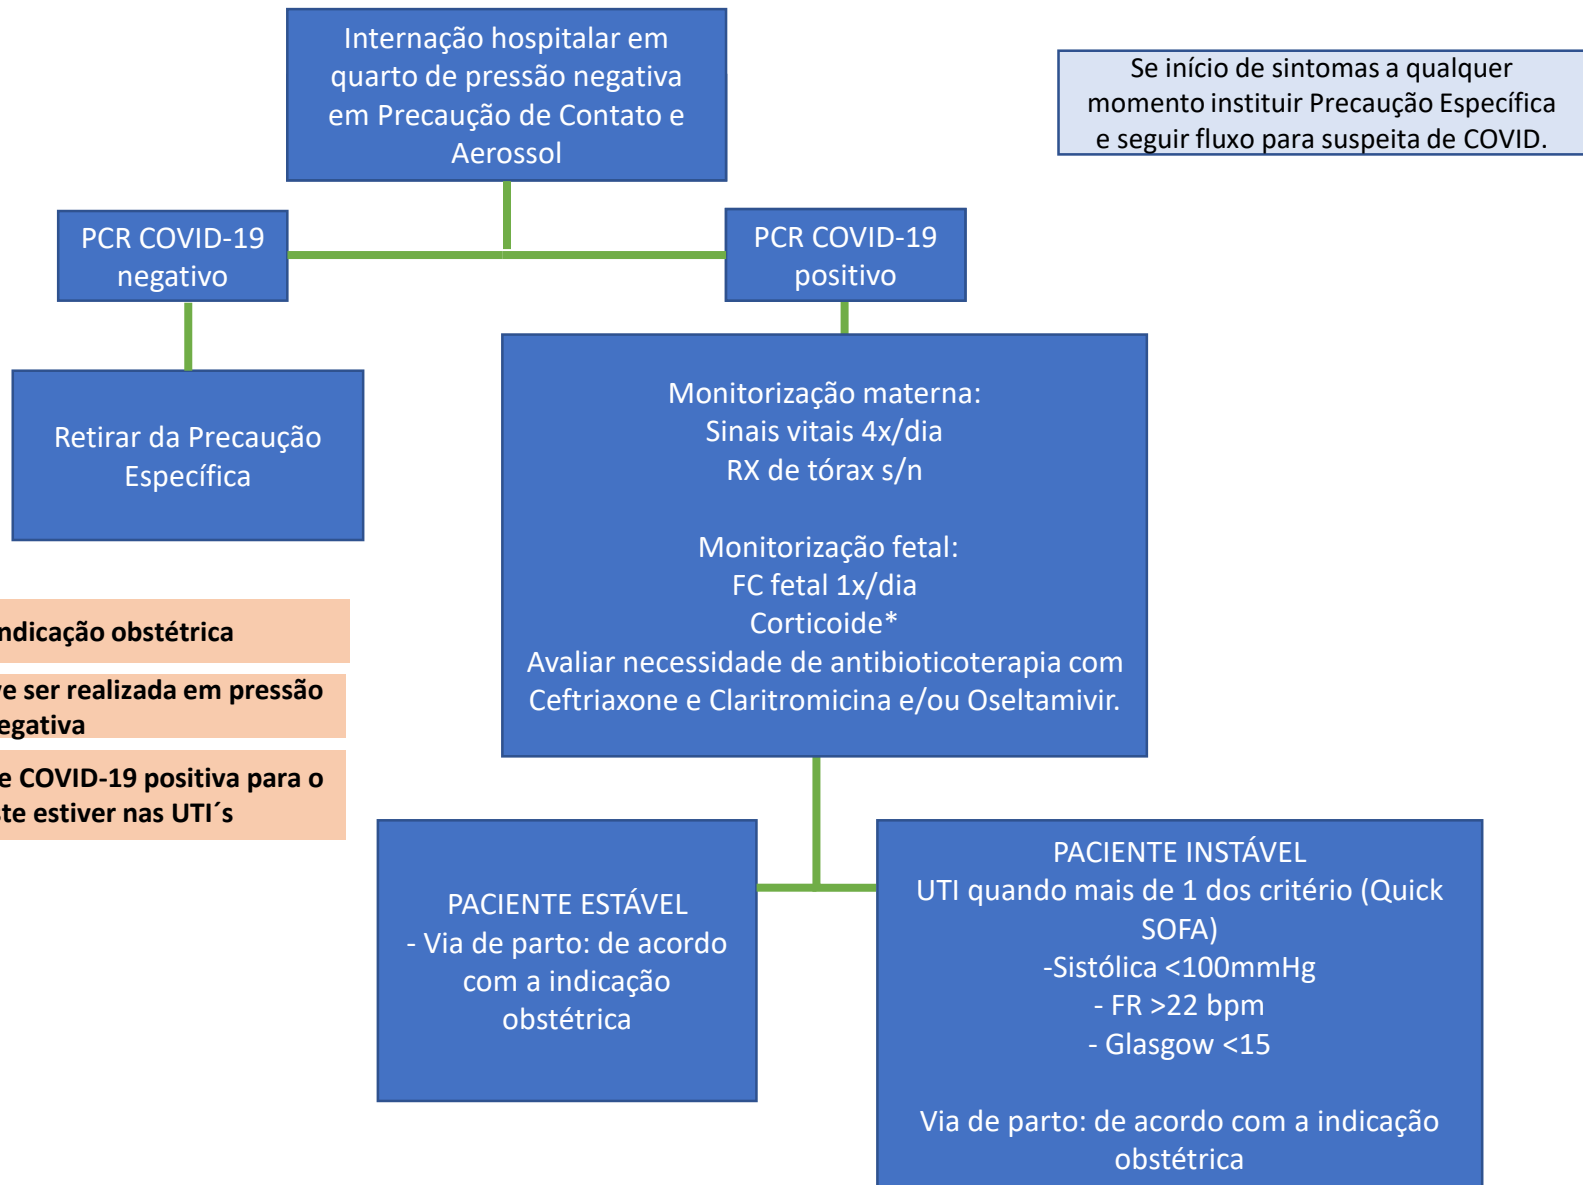 Internação hospitalar em
quarto de pressão negativa
em Precaução de Contato e
Aerossol
Se início de sintomas a qualquer
momento instituir Precaução Específica
e seguir fluxo para suspeita de COVID.
PCR COVID-19
negativo
PCR COVID-19
positivo
Retirar da Precaução
Específica
Monitorização materna:
Sinais vitais 4x/dia
RX de tórax s/n
Monitorização fetal:
FC fetal 1x/dia
Corticoide*
Avaliar necessidade de antibioticoterapia com
Ceftriaxone e Claritromicina e/ou Oseltamivir.
ndicação obstétrica
ve ser realizada em pressão
egativa
e COVID-19 positiva para o
ste estiver nas UTI´s
PACIENTE ESTÁVEL
- Via de parto: de acordo
com a indicação
obstétrica
PACIENTE INSTÁVEL
UTI quando mais de 1 dos critério (Quick
SOFA)
-Sistólica <100mmHg
- FR >22 bpm
- Glasgow <15
Via de parto: de acordo com a indicação
obstétrica